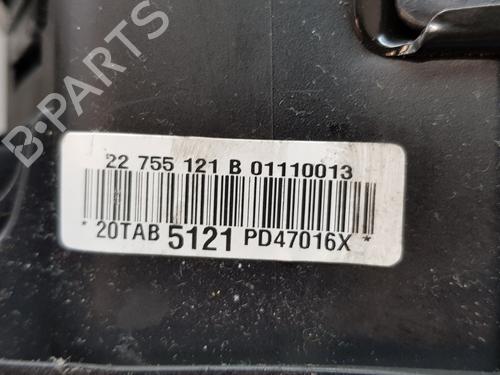 B-PARTS
22 755 121 B 01110013
* 20TAB 5121 PD47016X *